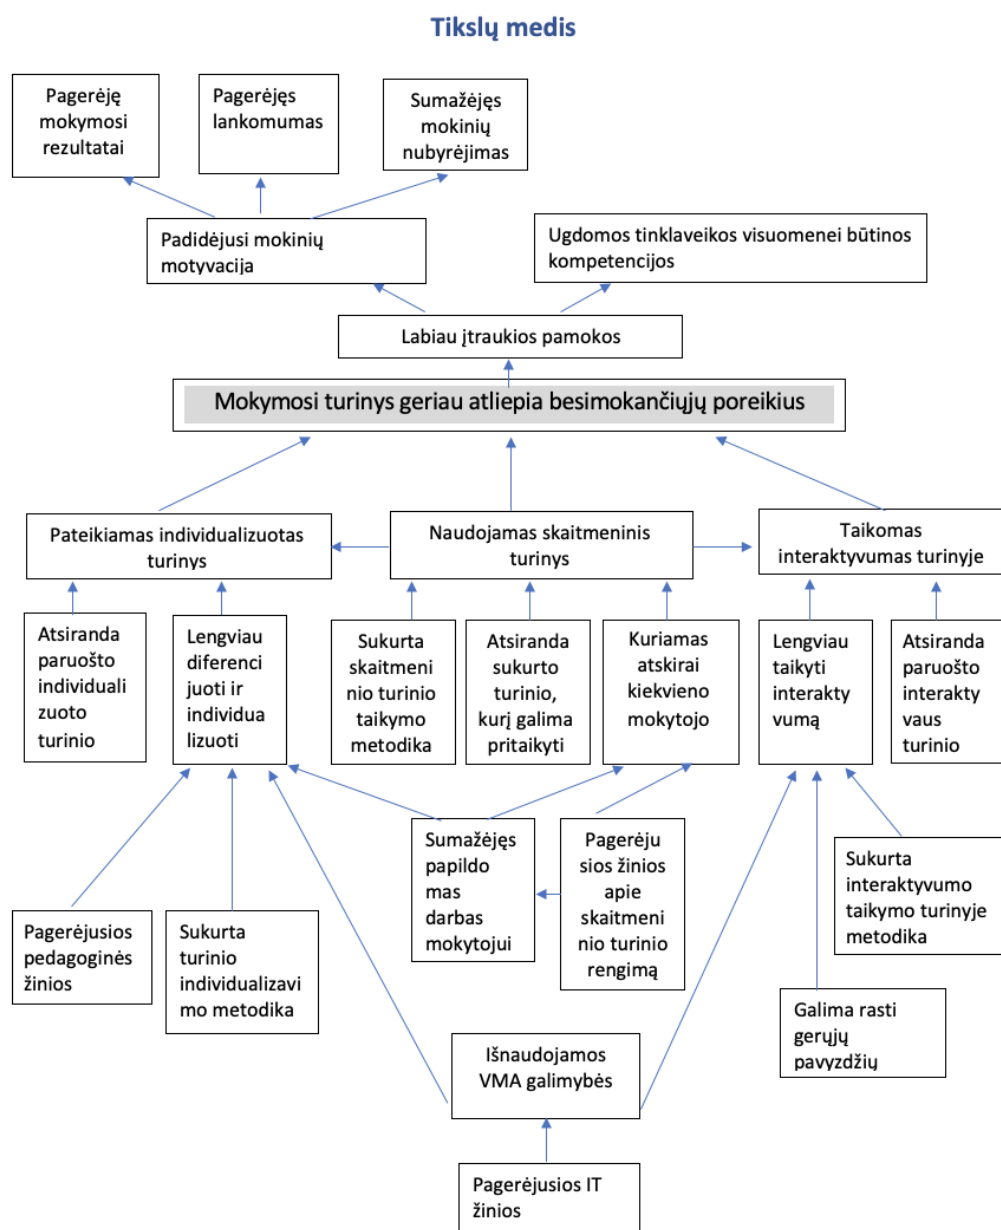 Tikslų medis
Pagerėję
mokymosi
rezultatai
Pagerėjęs
lankomumas
Sumažėjęs
mokinių
nubyrėjimas
Padidėjusi mokinių
motyvacija
Ugdomos tinklaveikos visuomenei būtinos
kompetencijos
Labiau įtraukios pamokos
Mokymosi turinys geriau atliepia besimokančiųjų poreikius
Pateikiamas individualizuotas
turinys
Naudojamas skaitmeninis
turinys
Taikomas
interaktyvumas turinyje
Atsiranda
paruošto
individuali
zuoto
turinio
Lengviau
diferenci
juoti ir
individua
lizuoti
Sukurta
skaitmeni
nio turinio
taikymo
metodika
Atsiranda
sukurto
turinio,
kurį galima
pritaikyti
Kuriamas
atskirai
kiekvieno
mokytojo
Lengviau
taikyti
interakty
vumą
Atsiranda
paruošto
interakty
vaus
turinio
Sumažėjęs
papildo
mas
darbas
mokytojui
Pagerėju
sios žinios
apie
skaitmeni
nio turinio
rengimą
Sukurta
interaktyvumo
taikymo turinyje
metodika
Pagerėjusios
pedagoginės
žinios
Sukurta
turinio
individualizavi
mo metodika
Galima rasti
gerųjų
pavyzdžių
Išnaudojamos
VMA galimybės
Pagerėjusios IT
žinios